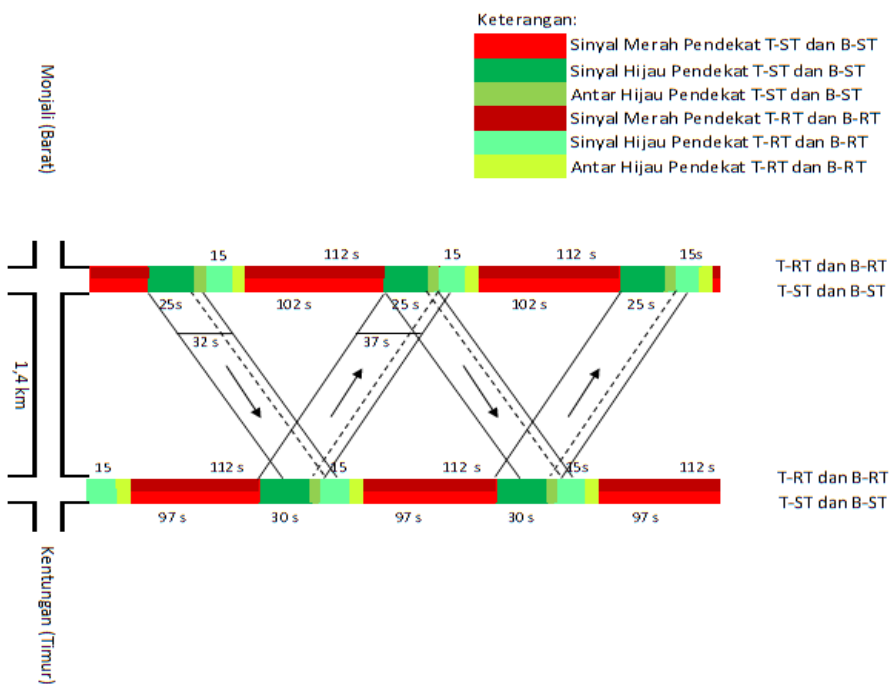 Keterangan:
Sinyal Merah Pendekat T-ST dan B-ST
Sinyal Hijau Pendekat T-ST dan B-ST
Antar Hijau Pendekat T-ST dan B-ST
Sinyal Merah Pendekat T-RT dan B-RT
Sinyal Hijau Pendekat T-RT dan B-RT
Antar Hijau Pendekat T-RT dan B-RT
Monjali (Barat)
15 112 s 15 112 s 15s
T-RT dan B-RT
T-ST dan B-ST
25s 102 s 25 s 102 s 25 s
32 s 37 s
1,4 km
15 112 s 15 112 s 15s 112 s
T-RT dan B-RT
T-ST dan B-ST
97 s 30 s 97 s 30 s 97 s
Kentungan (Timur)